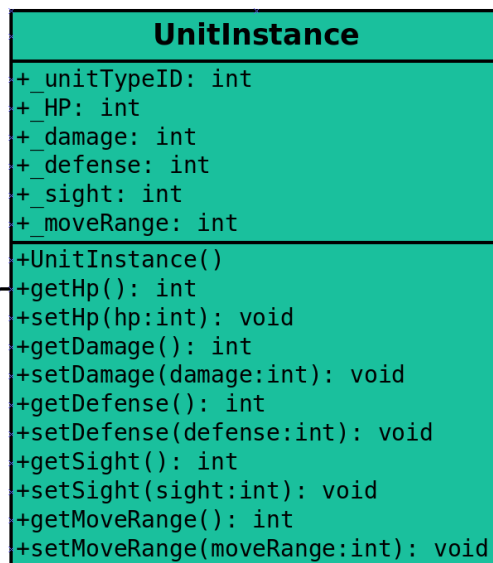 UnitInstance
+_unitTypeID: int
+_HP: int
+_damage: int
+_defense: int
+_sight: int
+_moveRange: int
+UnitInstance()
+getHp(): int
+setHp(hp:int): void
+getDamage(): int
+setDamage(damage:int): void
+getDefense(): int
+setDefense(defense:int): void
+getSight(): int
+setSight(sight:int): void
+getMoveRange(): int
+setMoveRange(moveRange:int): void